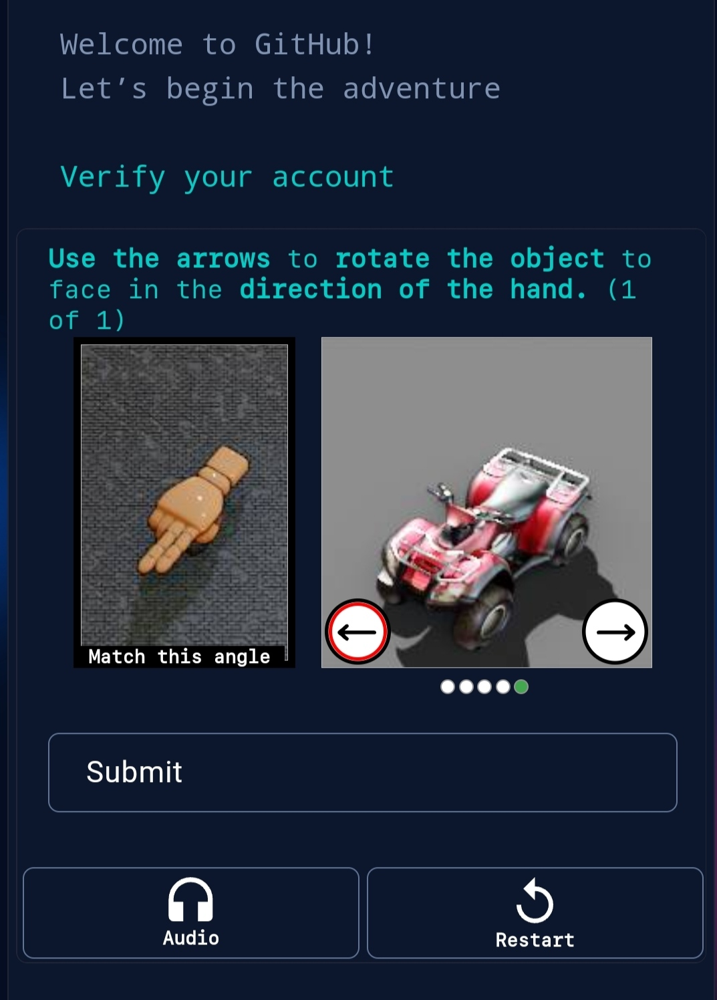 Welcome to GitHub!
Let’s begin the adventure
Verify your account
Use the arrows to rotate the object to
face in the direction of the hand. (1
of 1)
Match this angle
Submit
Audio
Restart